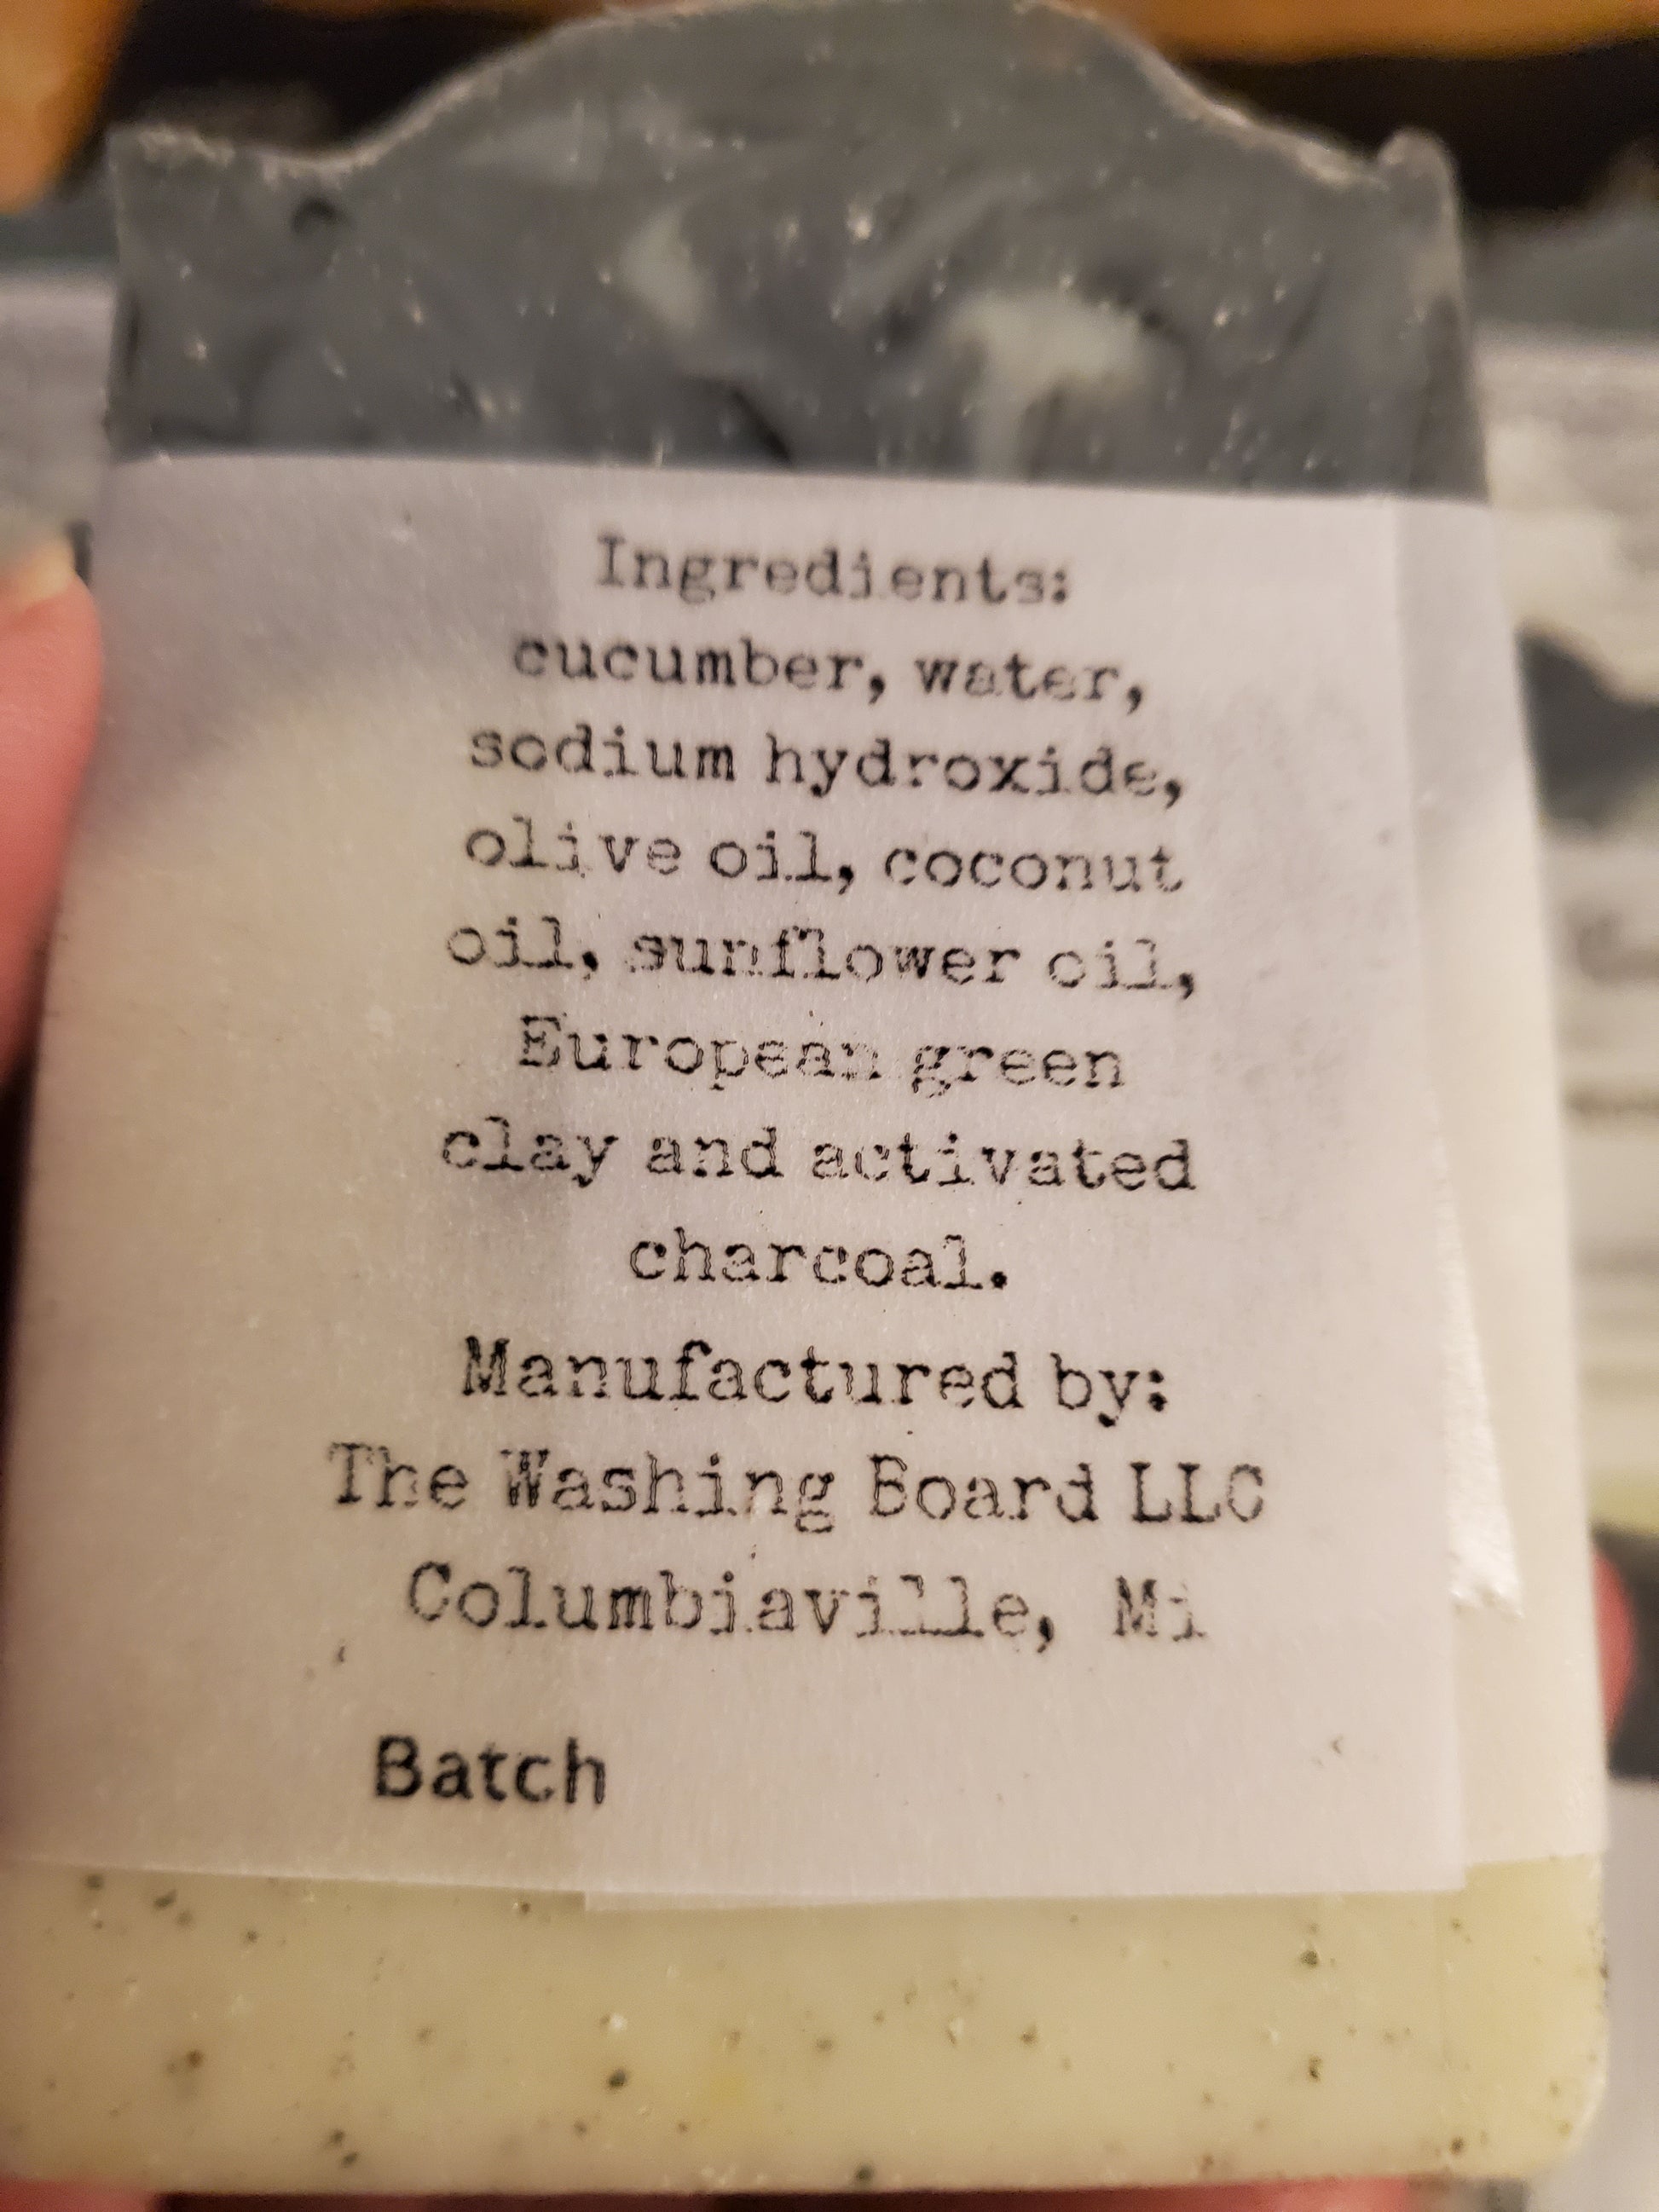 Ingredients:
cucumber, water,
sodium hydroxide,
olive oil, coconut
oil, sunflower oil,
European green
clay and activated
charcoal.
Manufactured by:
The Washing Board LLC
Columbiaville, Mi
Batch